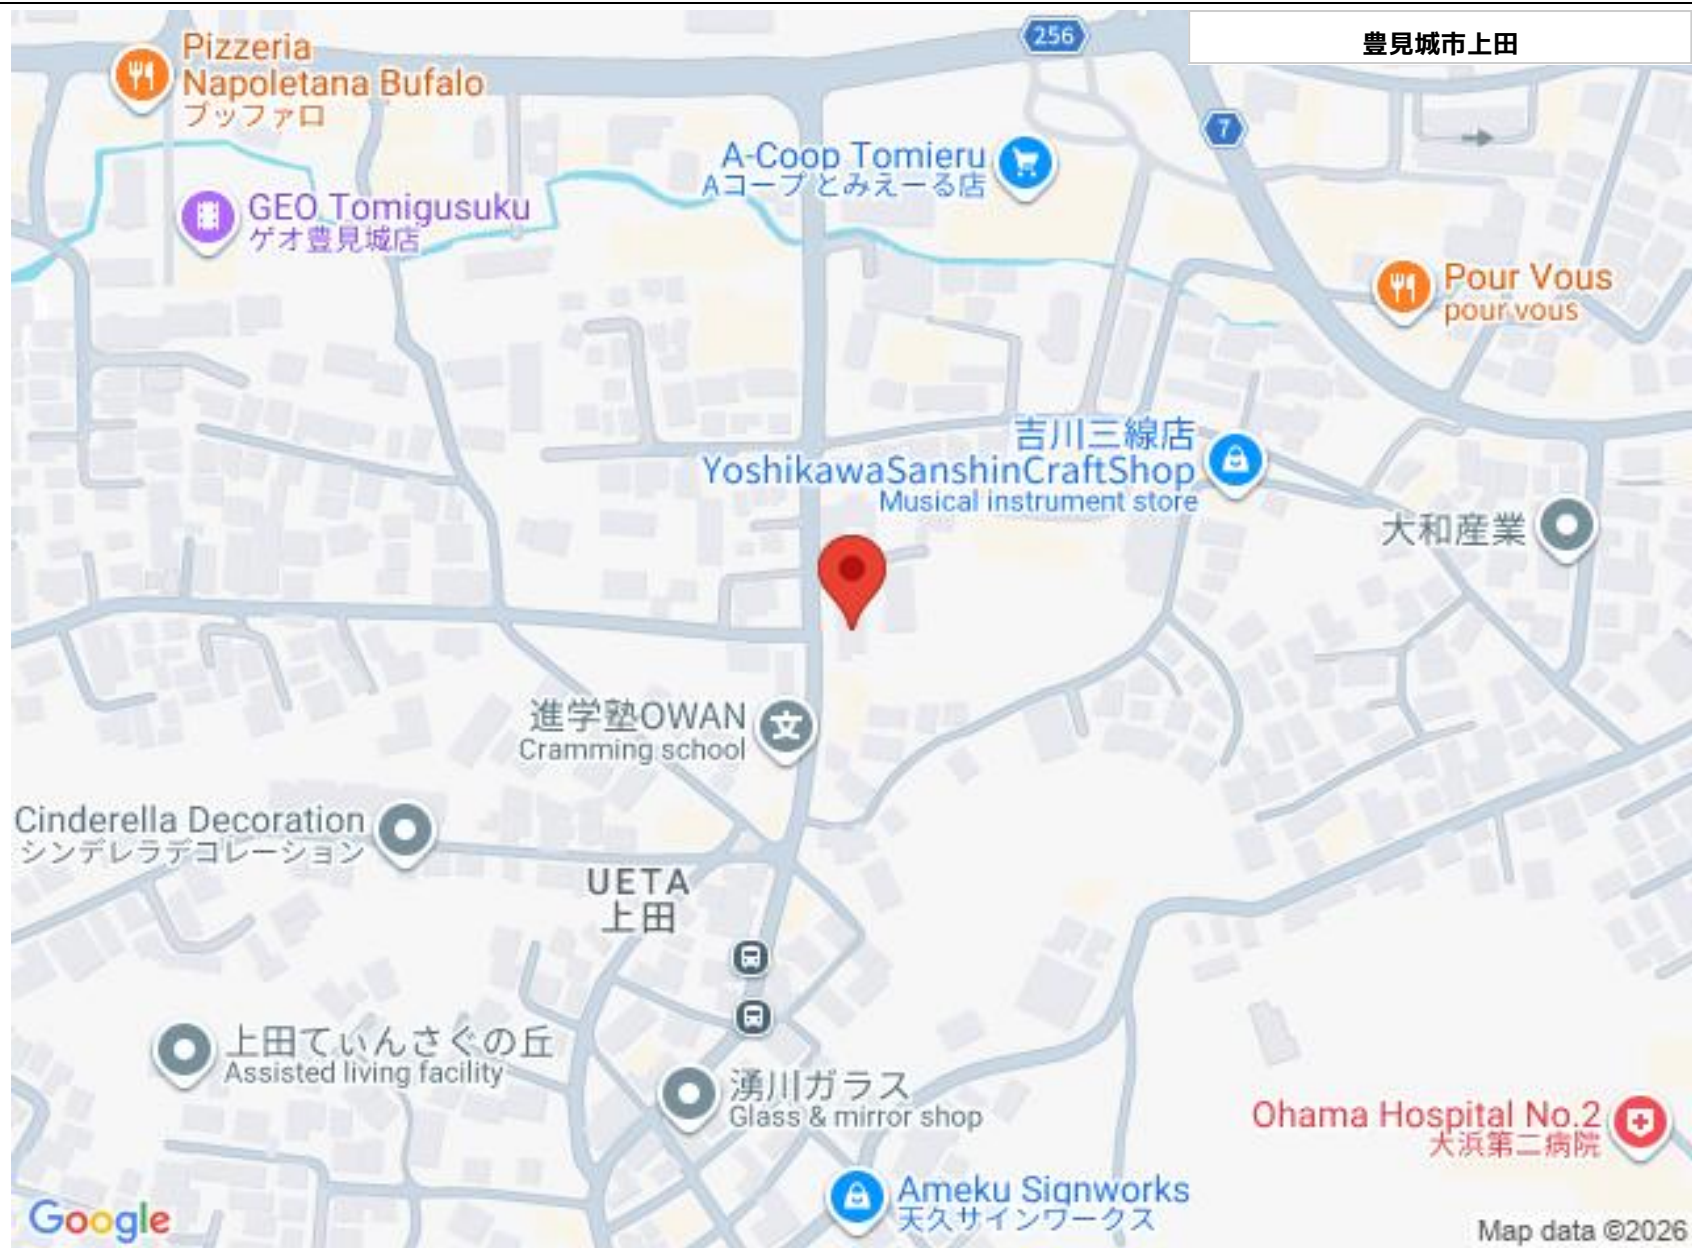 豊見城市上田
256
Pizzeria
Napoletana Bufalo
ブッファロ
7
A-Coop Tomieru
Aコープ とみえーる店
GEO Tomigusuku
ゲオ豊見城店
Pour Vous
pour vous
吉川三線店
YoshikawaSanshinCraftShop
Musical instrument store
大和産業
進学塾OWAN
Cramming school
文
Cinderella Decoration
シンデレラデコレーション
UETA
上田
上田てぃんさぐの丘
Assisted living facility
湧川ガラス
Glass & mirror shop
Ohama Hospital No.2
大浜第二病院
Ameku Signworks
天久サインワークス
Google
Map data ©2026